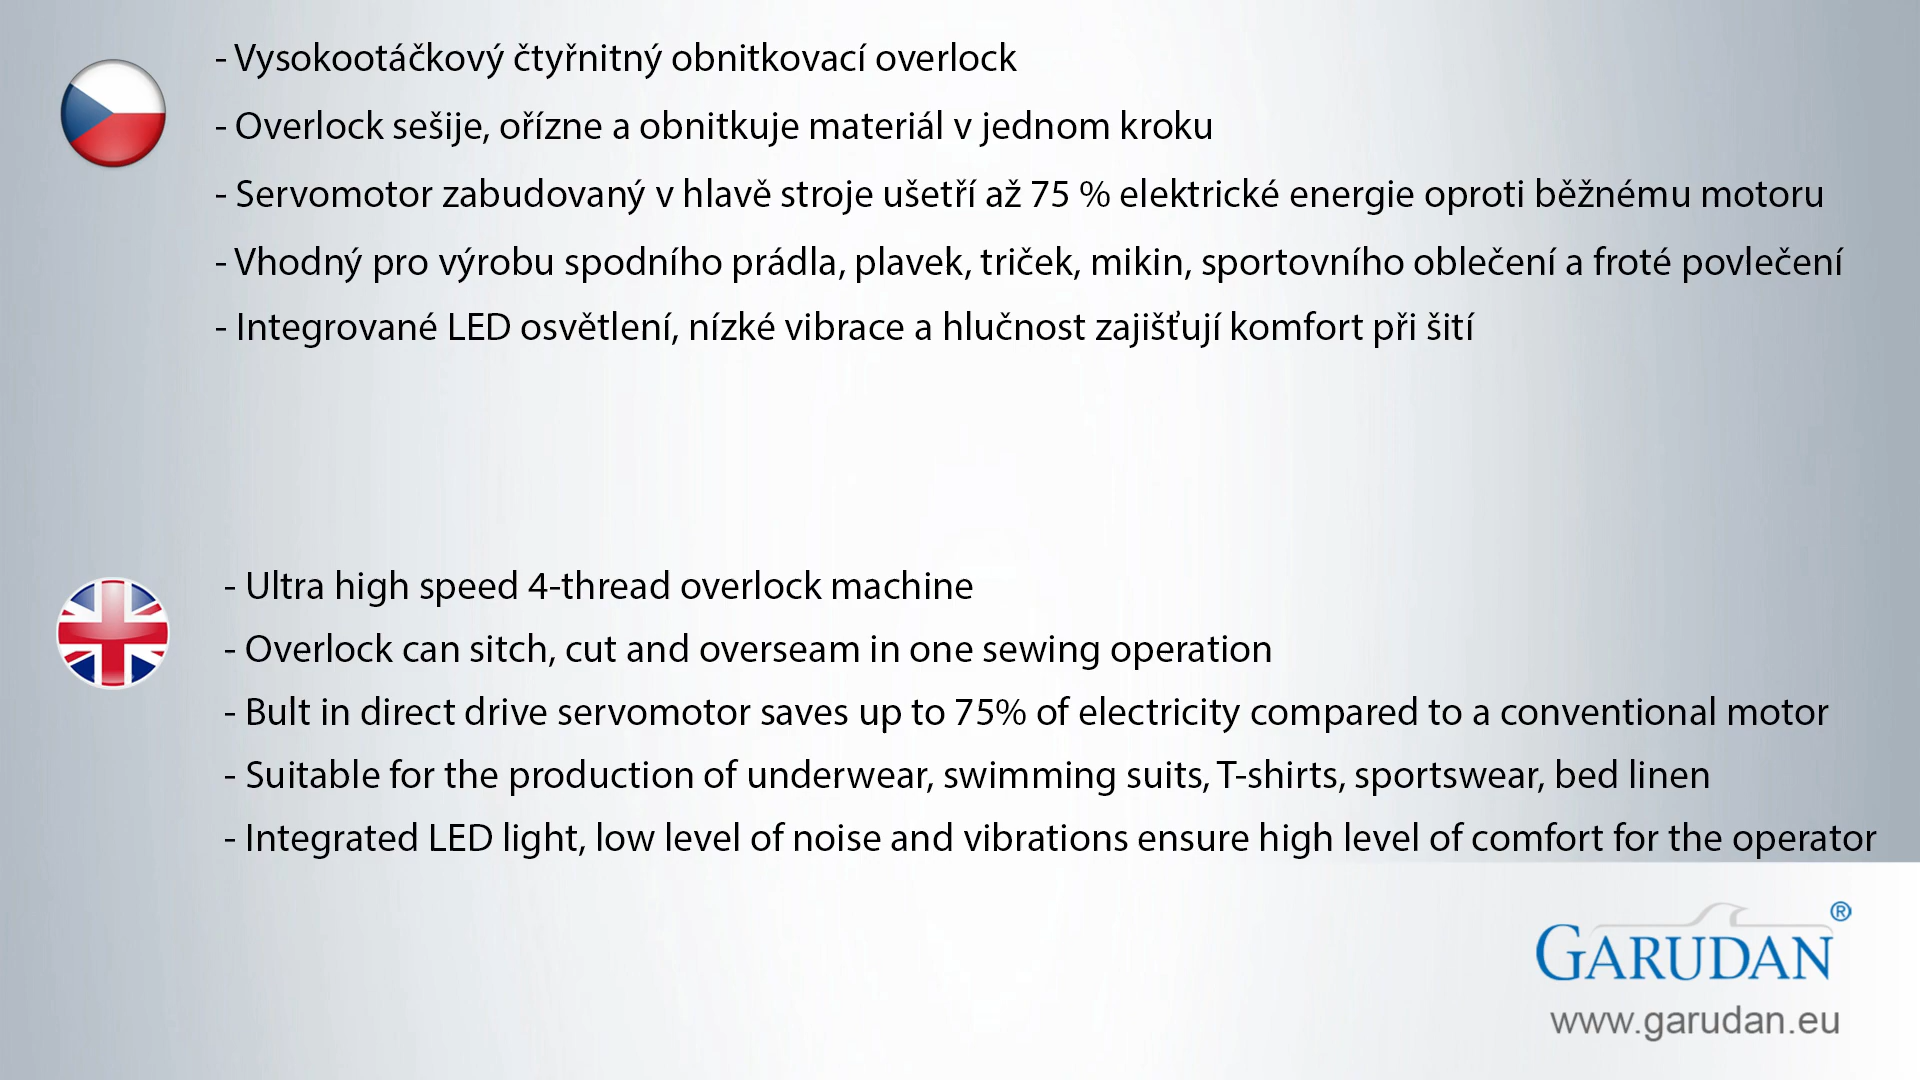 - Vysokootáčkový čtyřnitný obnitkovací overlock
- Overlock sešije, ořízne a obnitkuje materiál v jednom kroku
- Servomotor zabudovaný v hlavě stroje ušetří až 75 % elektrické energie oproti běžnému motoru
- Vhodný pro výrobu spodního prádla, plavek, triček, mikin, sportovního oblečení a froté povlečení
- Integrované LED osvětlení, nízké vibrace a hlučnost zajišťují komfort při šití
- Ultra high speed 4-thread overlock machine
- Overlock can sitch, cut and overseam in one sewing operation
- Bult in direct drive servomotor saves up to 75% of electricity compared to a conventional motor
- Suitable for the production of underwear, swimming suits, T-shirts, sportswear, bed linen
- Integrated LED light, low level of noise and vibrations ensure high level of comfort for the operator
GARUDAN®
www.garudan.eu